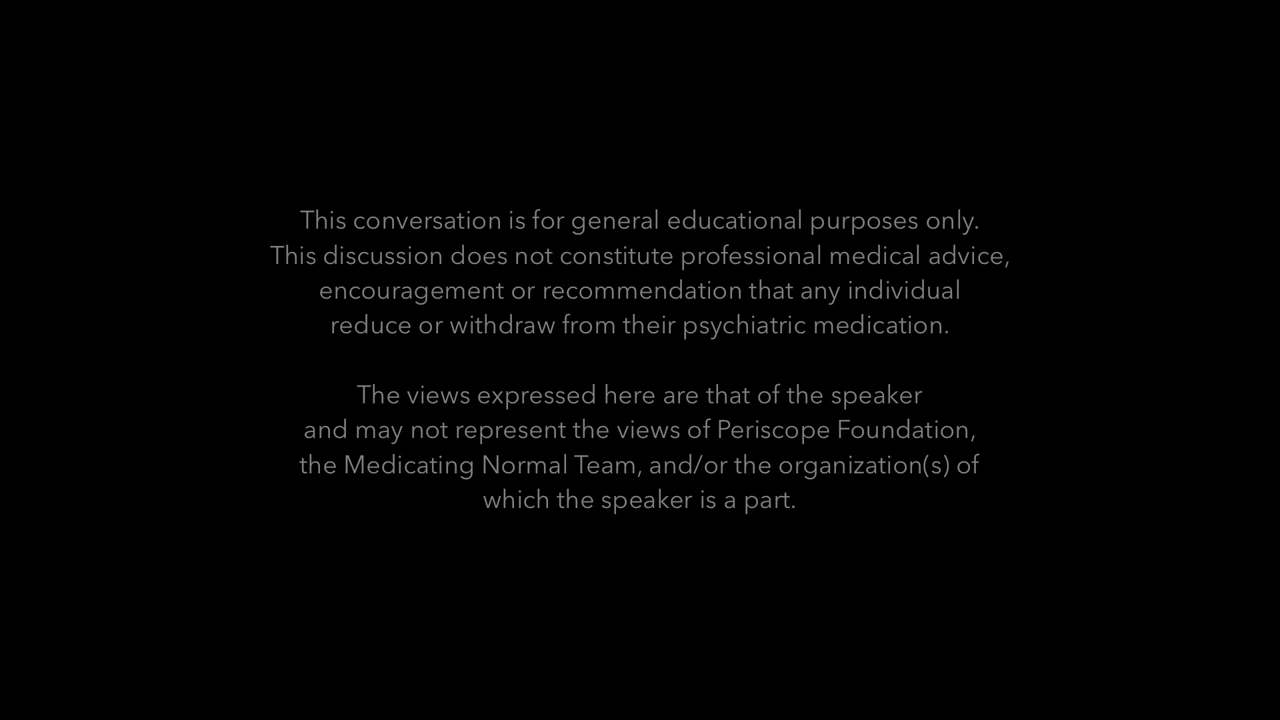 This conversation is for general educational purposes only.
This discussion does not constitute professional medical advice,
encouragement or recommendation that any individual
reduce or withdraw from their psychiatric medication.
The views expressed here are that of the speaker
and may not represent the views of Periscope Foundation,
the Medicating Normal Team, and/or the organization(s) of
which the speaker is a part.